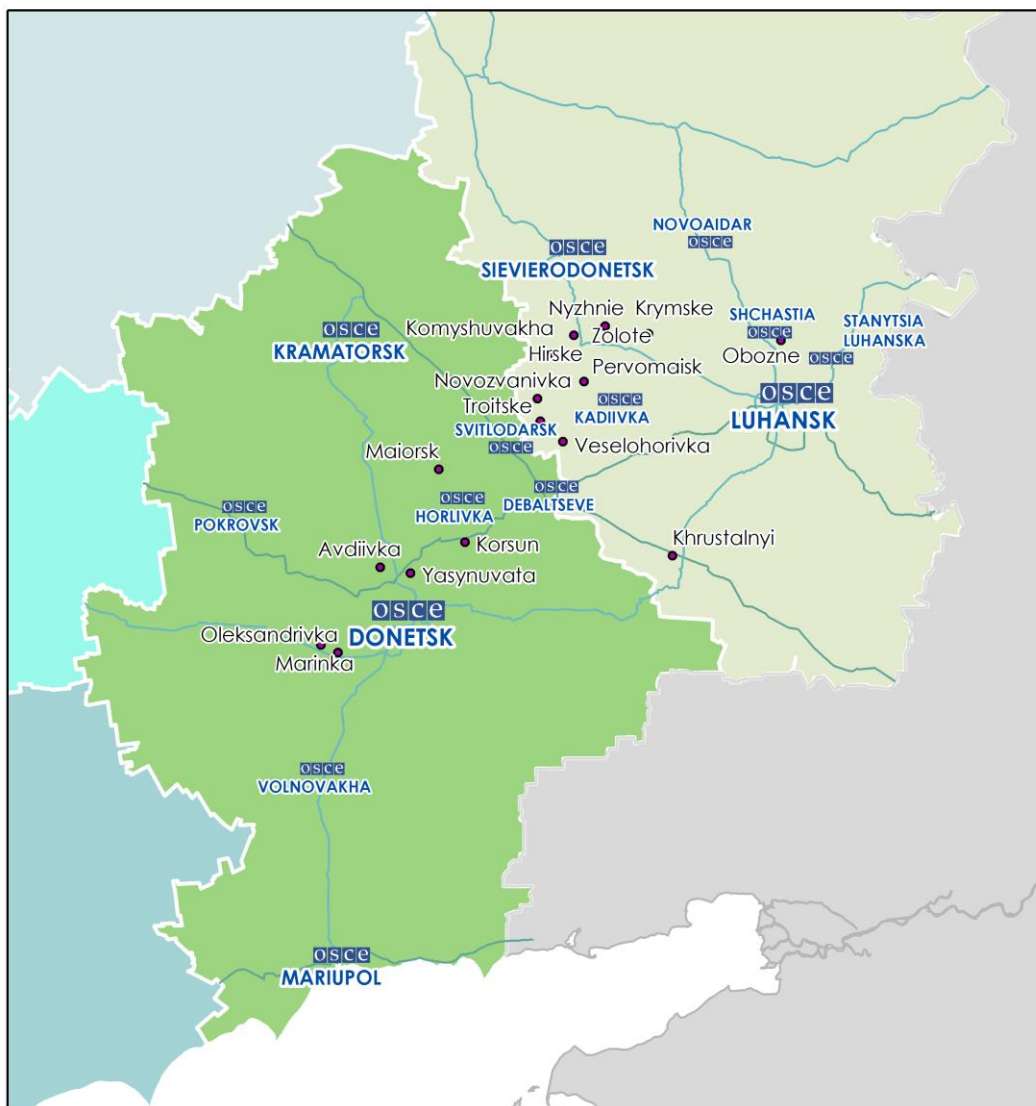 NOVOAIDAR
osce
osce
SIEVIERODONETSK
Nyzhnie Krymske
SHCHASTIA
osce
STANYTSIA
LUHANSKA
osce
osce
KRAMATORSK
Komyshuvakha
Zolote
Obozne
Hirske
Pervomaisk
Novozvanivka
osce
KADIIVKA
osce
LUHANSK
Troitske
SVITLODARSK
osce
Veselohorivka
Maiorsk
osce
DEBALTSEVE
osce
HORLIVKA
osce
POKROVSK
Khrustalnyi
Avdiivka
Korsun
Yasynuvata
osce
DONETSK
Oleksandrivka
Marinka
osce
VOLNOVAKHA
osce
MARIUPOL